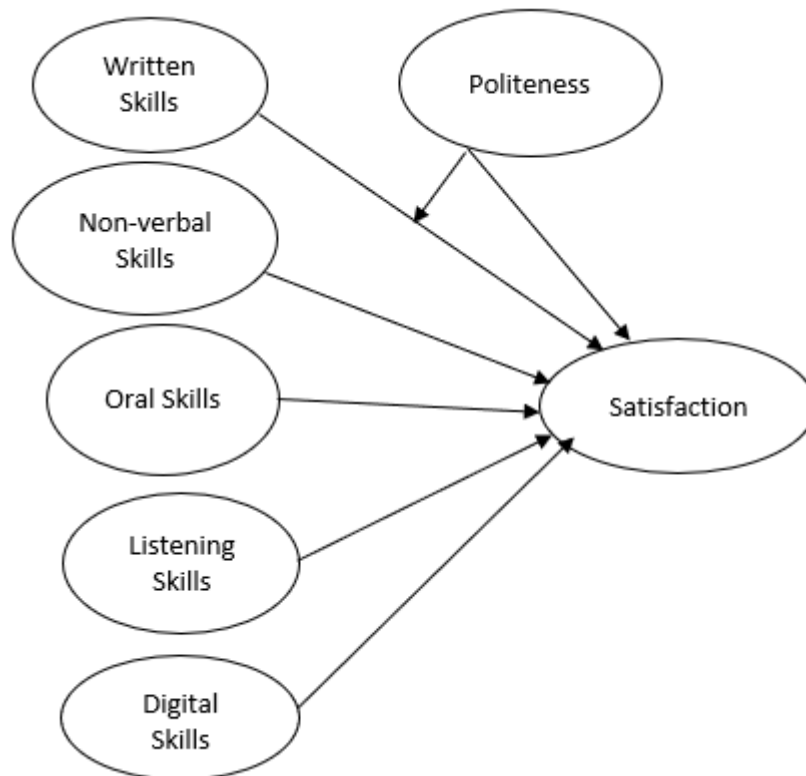 Written
Skills
Politeness
Non-verbal
Skills
Oral Skills
Satisfaction
Listening
Skills
Digital
Skills